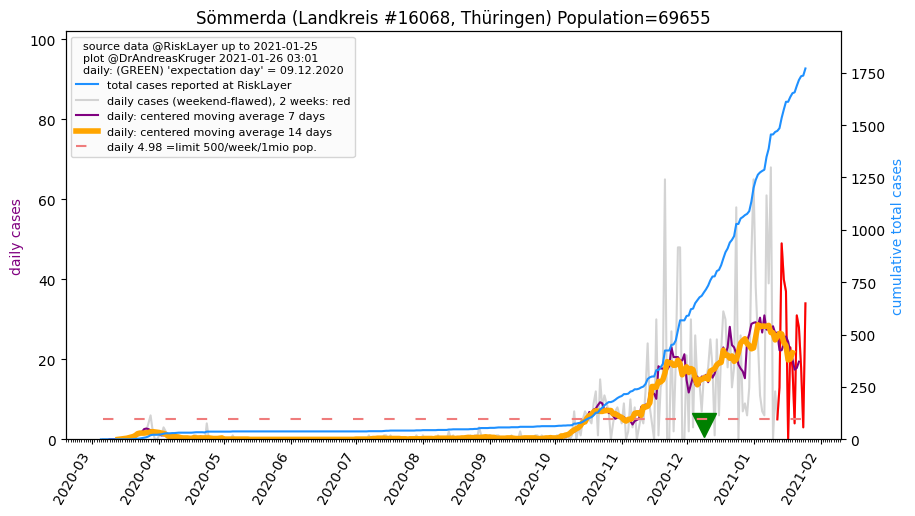 Sömmerda (Landkreis #16068, Thüringen) Population=69655
source data @RiskLayer up to 2021-01-25
plot @DrAndreasKruger 2021-01-26 03:01
daily: (GREEN) 'expectation day' = 09.12.2020
total cases reported at RiskLayer
daily cases (weekend-flawed), 2 weeks: red
daily: centered moving average 7 days
daily: centered moving average 14 days
daily 4.98 =limit 500/week/1mio pop.
daily cases
100
80
60
40
20
0
cumulative total cases
1750
1500
1250
1000
750
500
250
0
2020-03
2020-04
2020-05
2020-06
2020-07
2020-08
2020-09
2020-10
2020-11
2020-12
2021-01
2021-02